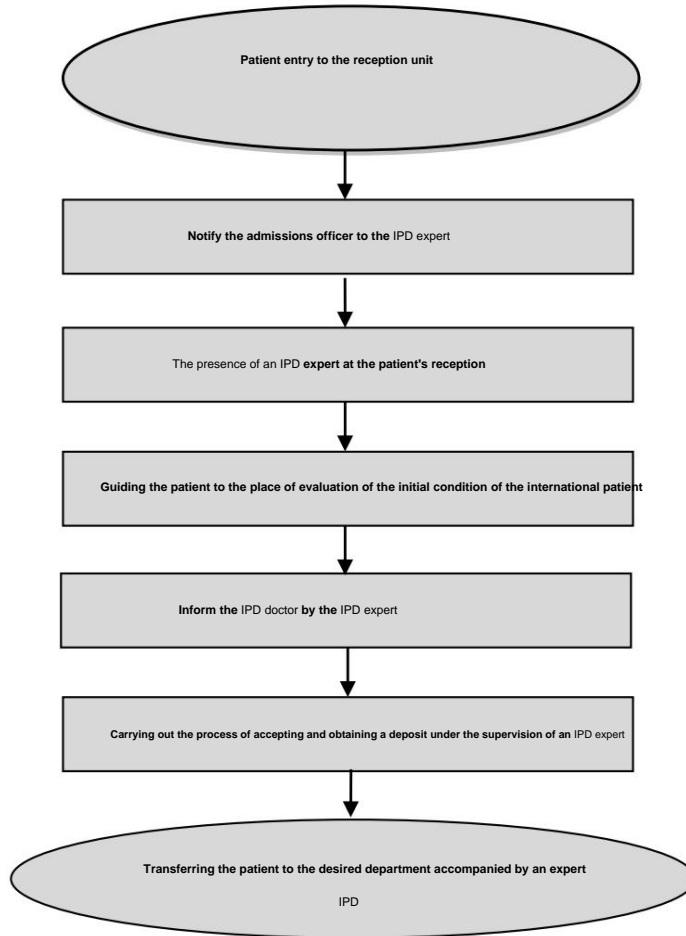 Patient entry to the reception unit
Notify the admissions officer to the IPD expert
The presence of an IPD expert at the patient's reception
Guiding the patient to the place of evaluation of the initial condition of the international patient
Inform the IPD doctor by the IPD expert
Carrying out the process of accepting and obtaining a deposit under the supervision of an IPD expert
Transferring the patient to the desired department accompanied by an expert
IPD